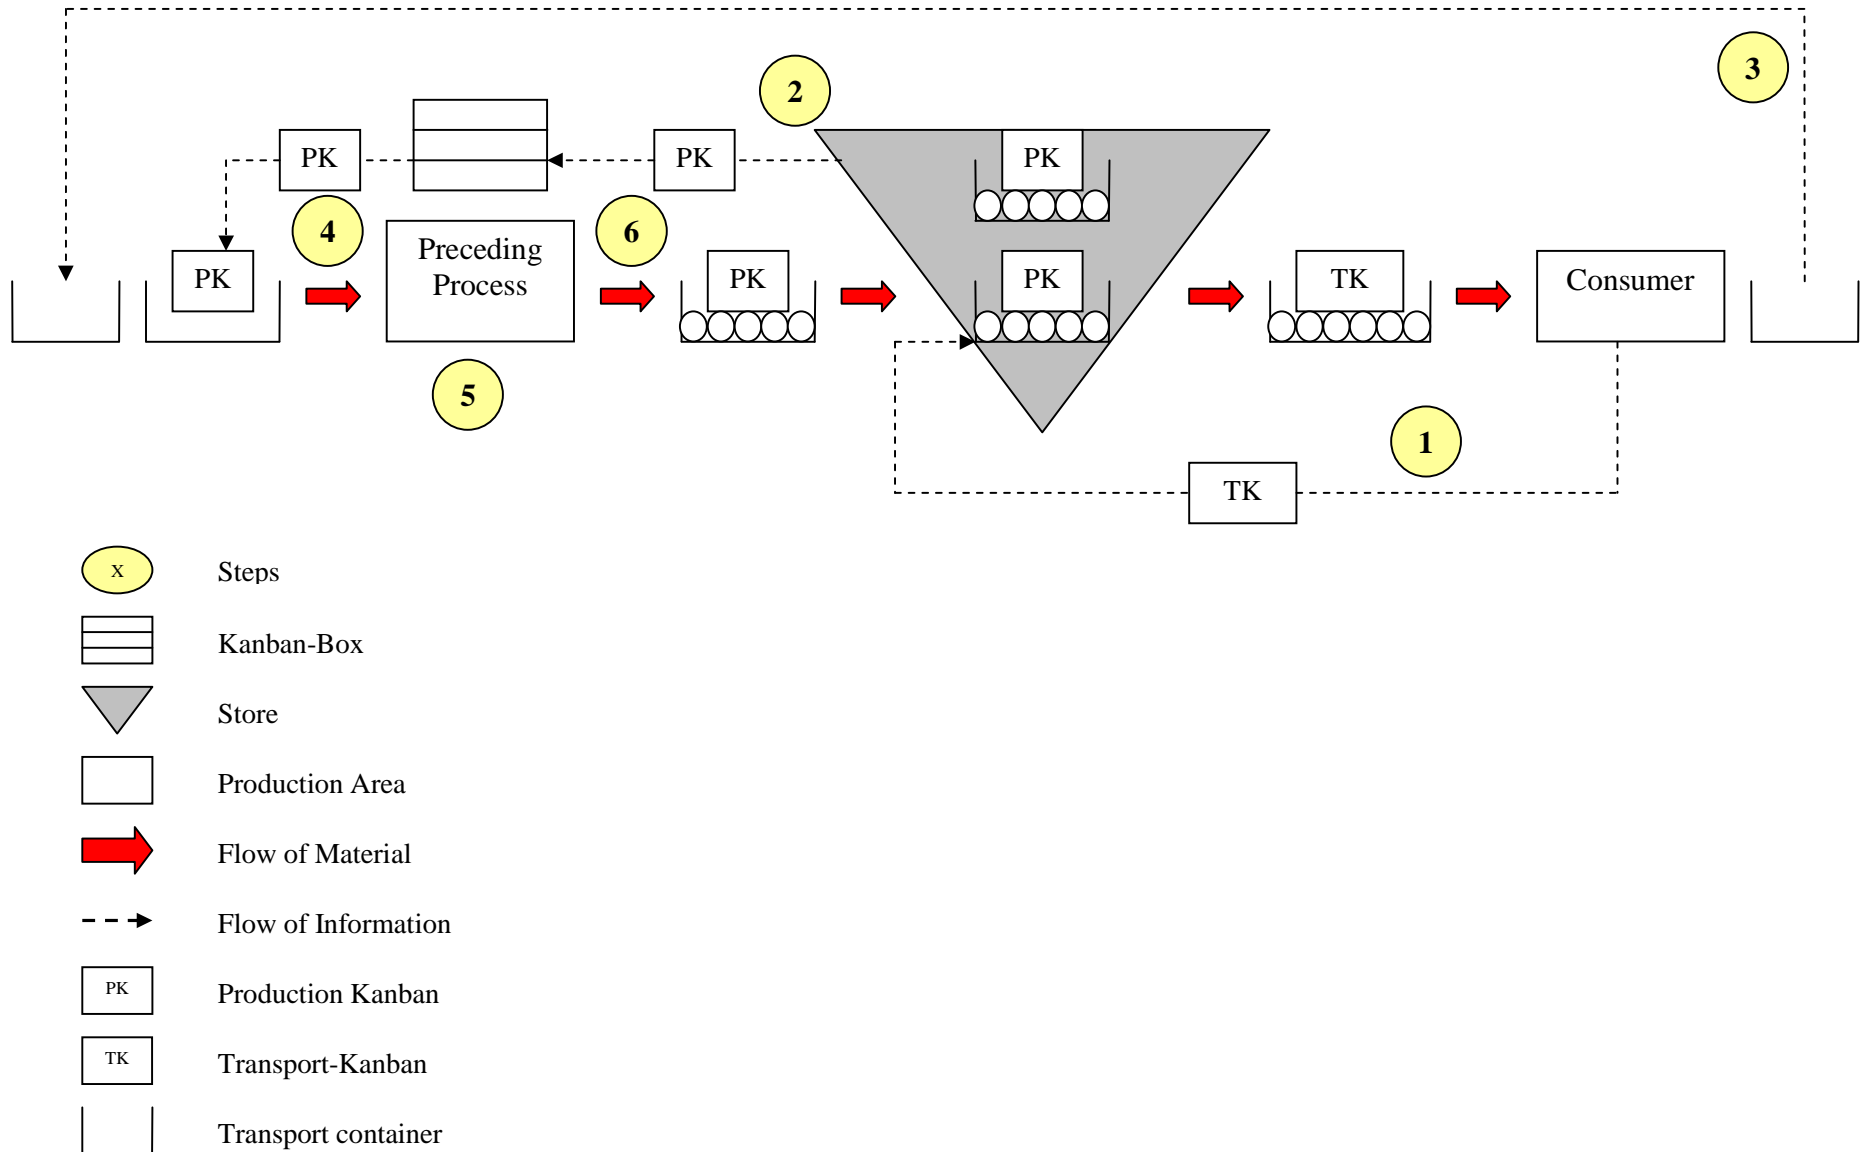 3
2
PK
PK
PK
4
6
PK
Preceding
Process
PK
PK
TK
Consumer
5
1
TK
X
Steps
Kanban-Box
Store
Production Area
Flow of Material
Flow of Information
PK
Production Kanban
TK
Transport-Kanban
Transport container